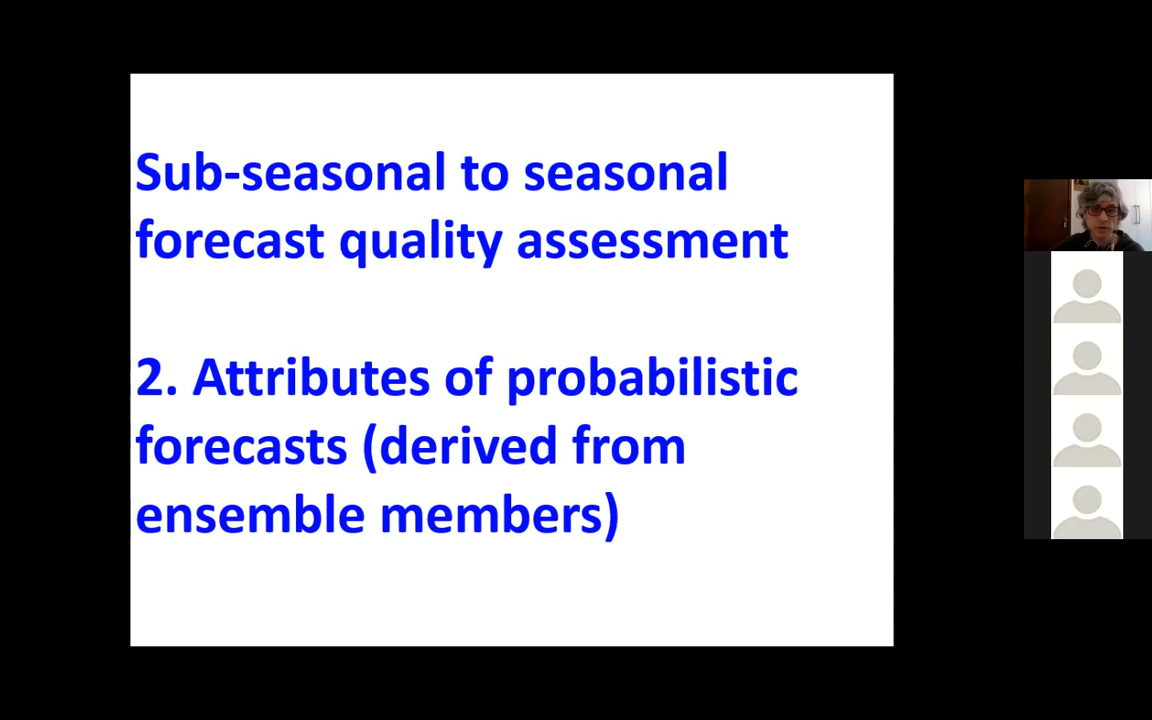 Sub-seasonal to seasonal
forecast quality assessment
2. Attributes of probabilistic
forecasts (derived from
ensemble members)